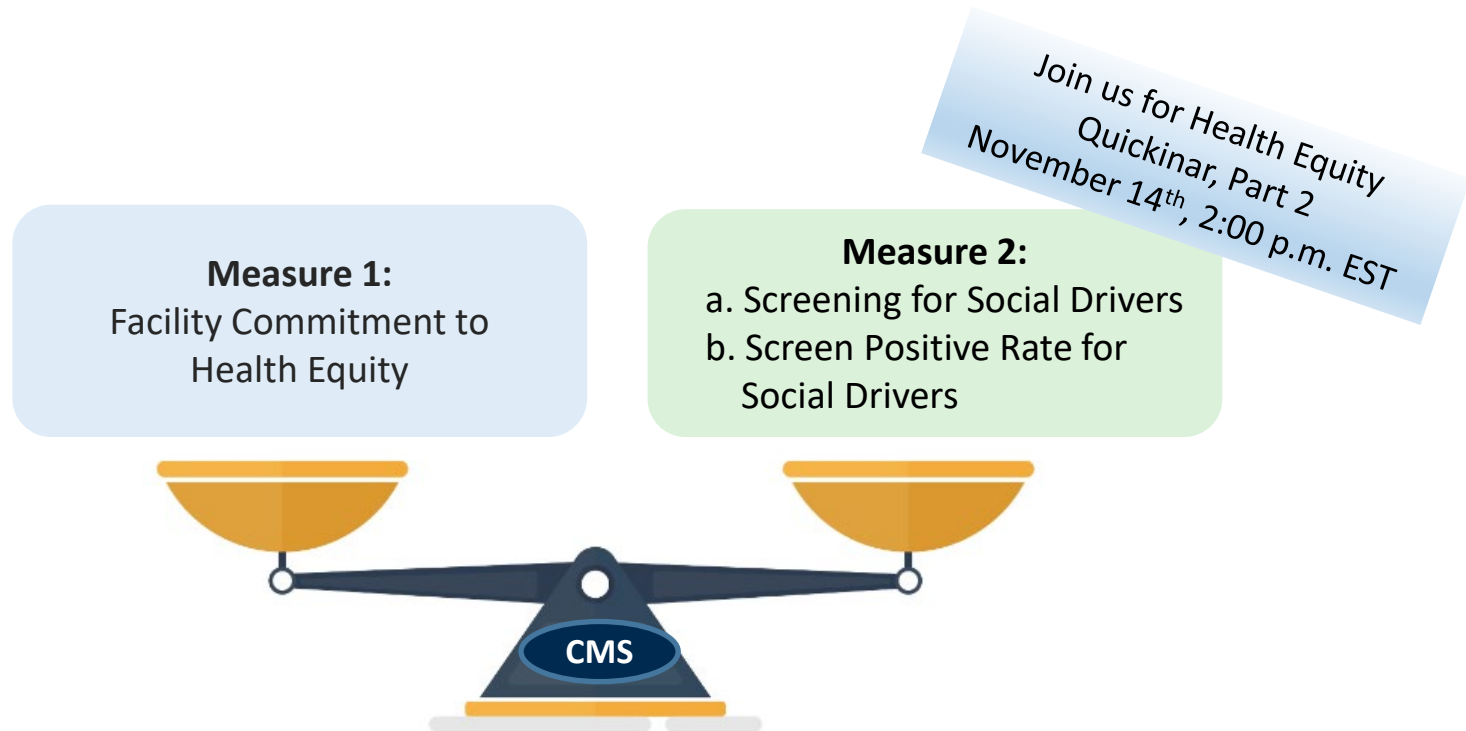 Join us for Health Equity
Quickinar, Part 2
November 14th, 2:00 p.m. EST
Measure 1:
Facility Commitment to
Health Equity
Measure 2:
a. Screening for Social Drivers
b. Screen Positive Rate for
Social Drivers
CMS